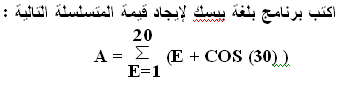 اكتب برنامج بلغة بيسك لإيجاد قيمة المتسلسلة التالية :
20
A = Σ (E + COS (30) )
E=1